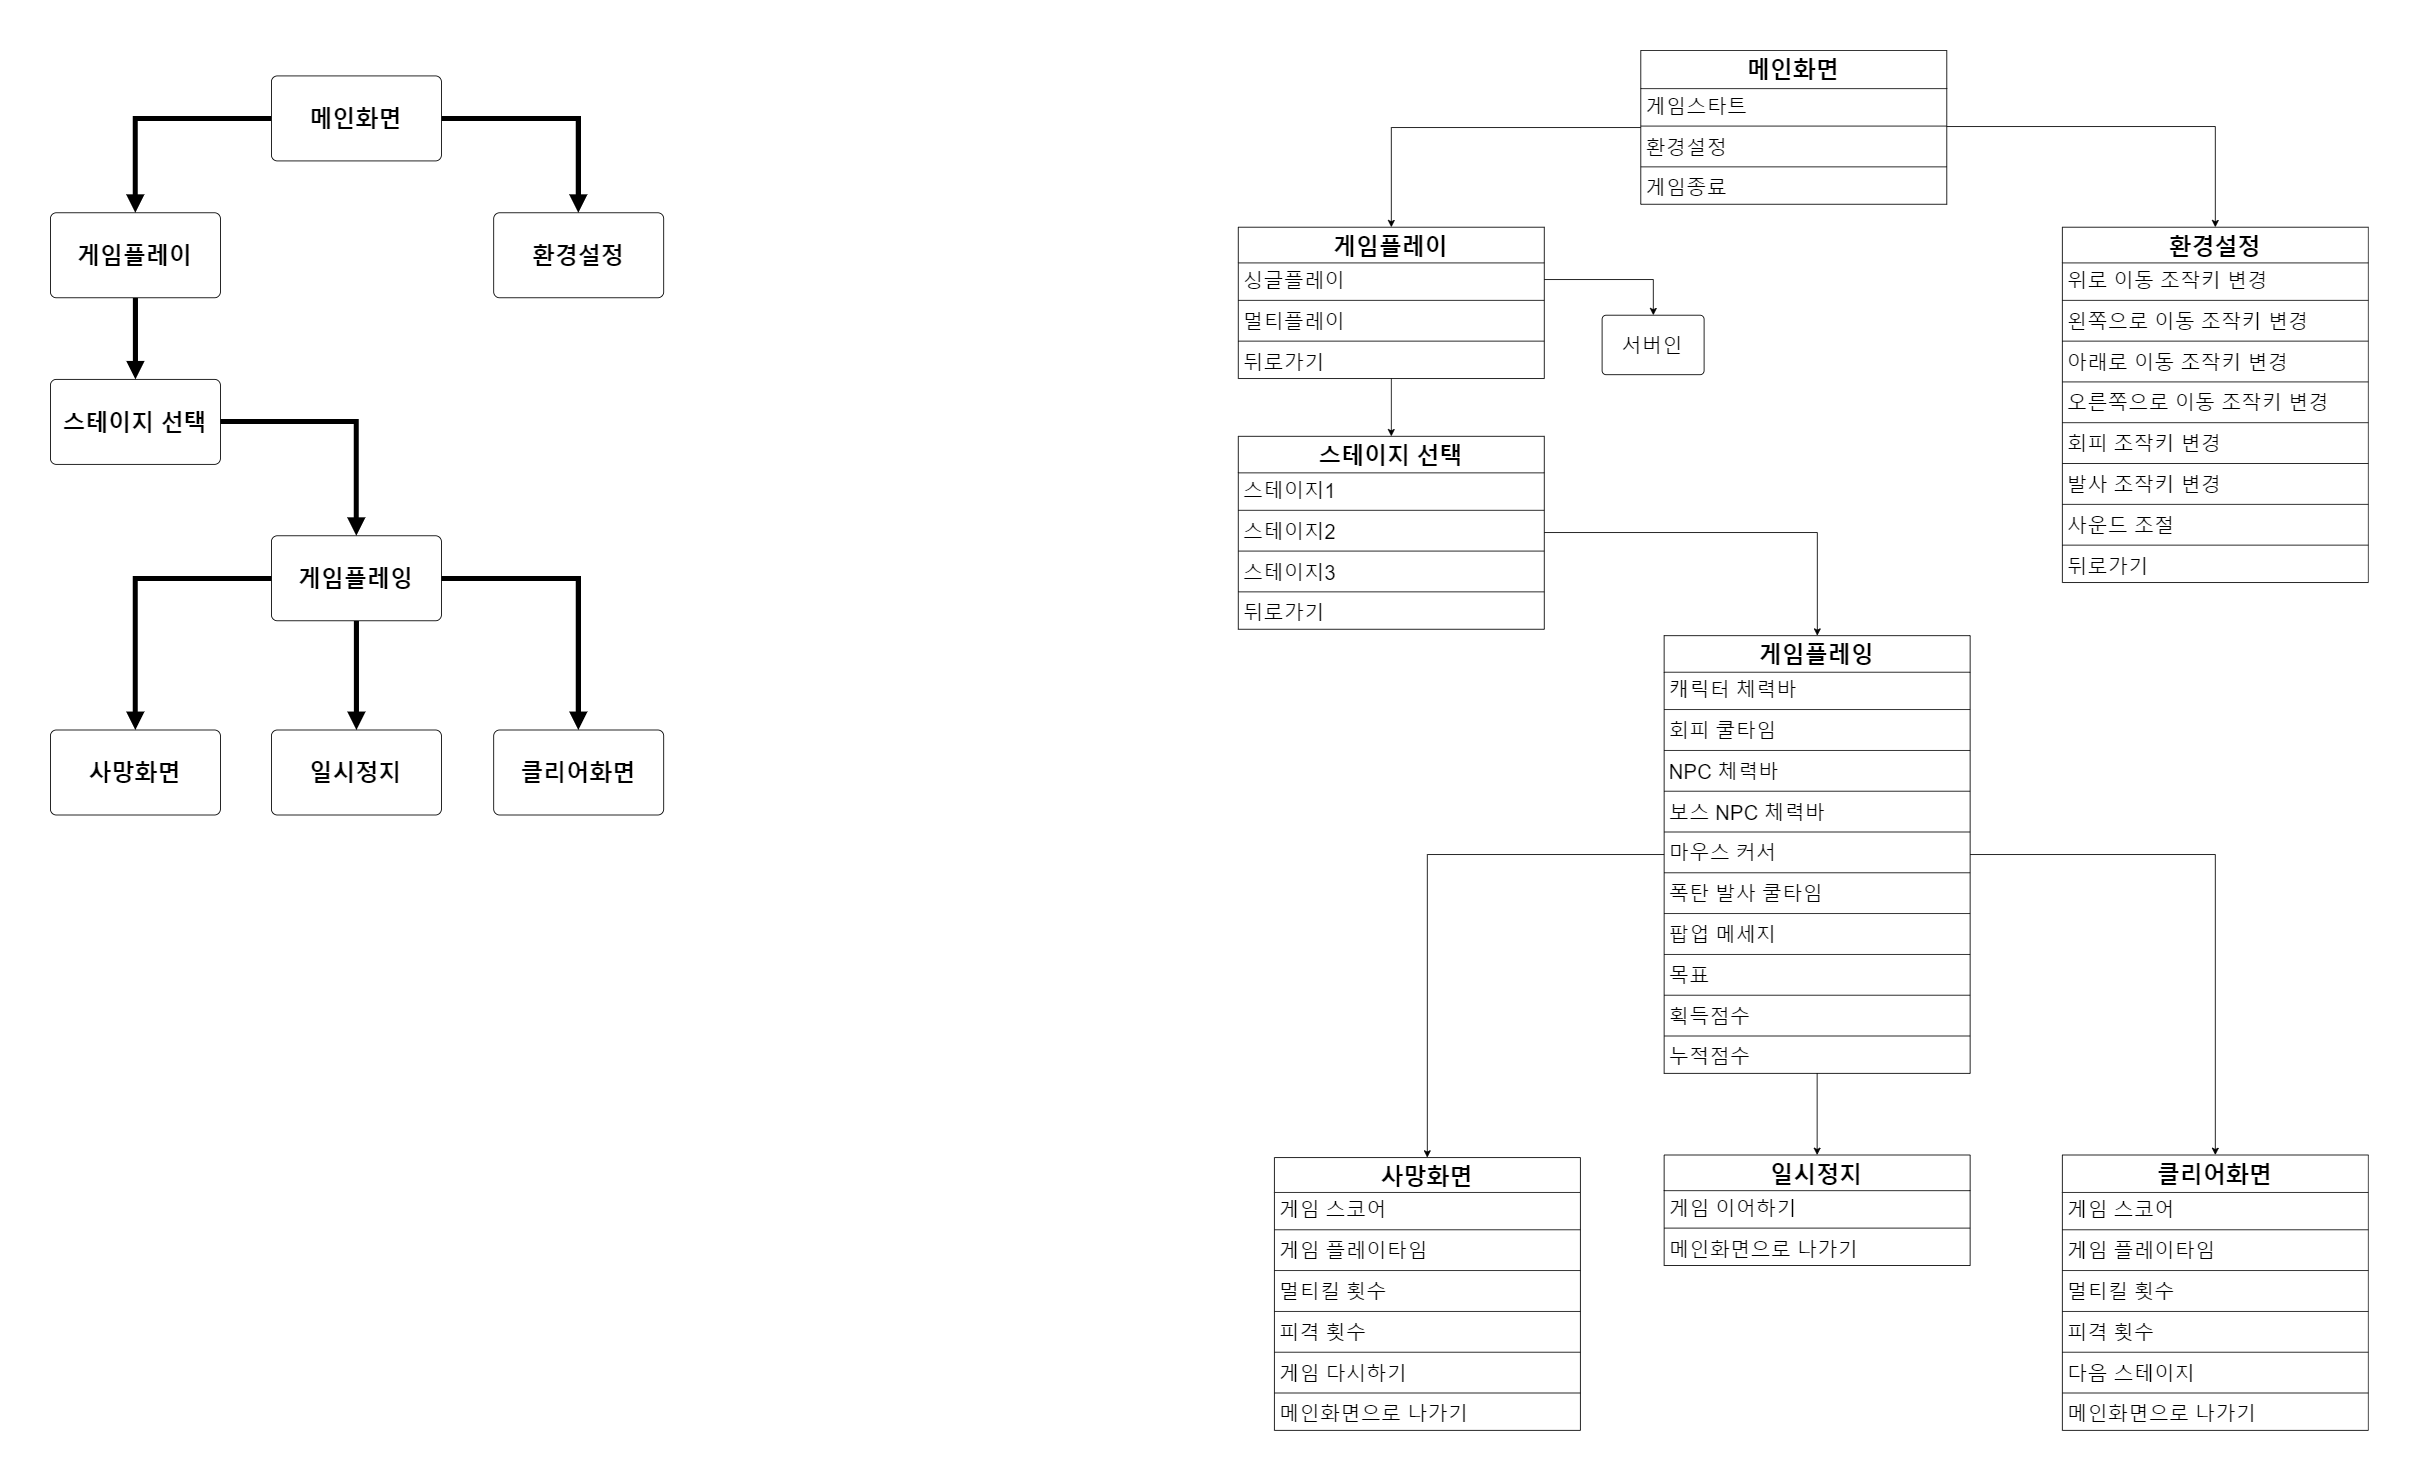 메인화면
게임플레이
환경설정
스테이지 선택
게임플레잉
사망화면
일시정지
클리어화면
메인화면
게임스타트
환경설정
게임종료
게임플레이
싱글플레이
멀티플레이
뒤로가기
서버인
환경설정
위로 이동 조작키 변경
왼쪽으로 이동 조작키 변경
아래로 이동 조작키 변경
오른쪽으로 이동 조작키 변경
회피 조작키 변경
발사 조작키 변경
사운드 조절
뒤로가기
스테이지 선택
스테이지1
스테이지2
스테이지3
뒤로가기
게임플레잉
캐릭터 체력바
회피 쿨타임
NPC 체력바
보스 NPC 체력바
마우스 커서
폭탄 발사 쿨타임
팝업 메세지
목표
획득점수
누적점수
사망화면
게임 스코어
게임 플레이타임
멀티킬 횟수
피격 횟수
게임 다시하기
메인화면으로 나가기
일시정지
게임 이어하기
메인화면으로 나가기
클리어화면
게임 스코어
게임 플레이타임
멀티킬 횟수
피격 횟수
다음 스테이지
메인화면으로 나가기